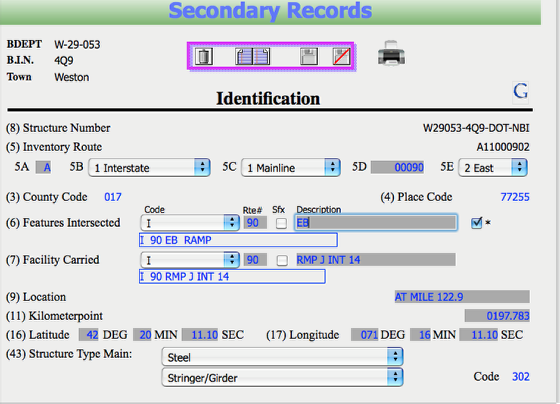 Secondary Records
BDEPT W-29-053
B.I.N. 4Q9
Town Weston
Identification G
(8) Structure Number W29053-4Q9-DOT-NBI
(5) Inventory Route A11000902
5A A 5B 1 Interstate 5C 1 Mainline 5D 00090 5E 2 East
(3) County Code 017 (4) Place Code 77255
Code Rte# Sfx Description
(6) Features Intersected I 90 EB *
I 90 EB RAMP
(7) Facility Carried I 90 RMP J INT 14
I 90 RMP J INT 14
(9) Location AT MILE 122.9
(11) Kilometerpoint 0197.783
(16) Latitude 42 DEG 20 MIN 11.10 SEC (17) Longitude 071 DEG 16 MIN 11.10 SEC
(43) Structure Type Main: Steel
Stringer/Girder Code 302